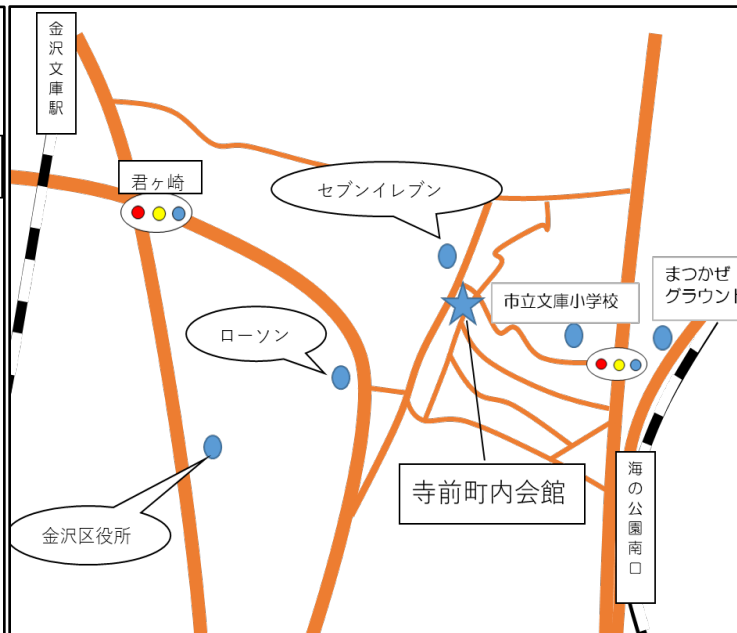 金沢文庫駅
君ヶ崎
セブンイレブン
まつかぜ
グラウント
市立文庫小学校
ローソン
寺前町内会館
海の公園南口
金沢区役所